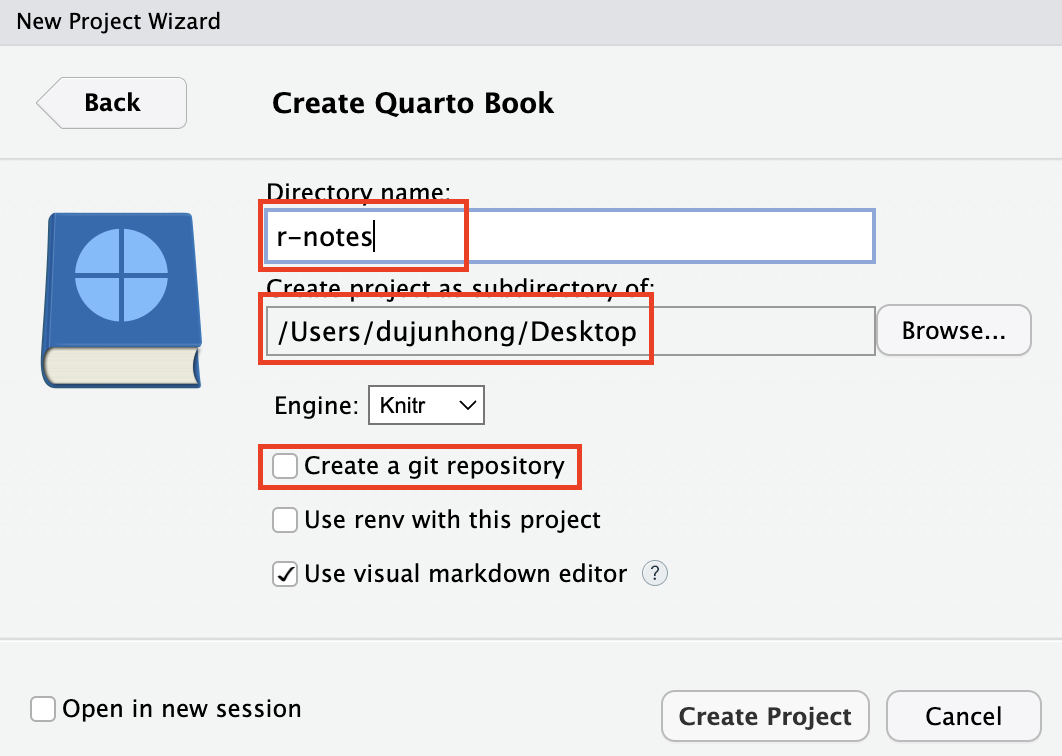 New Project Wizard
Back
Create Quarto Book
Directory name:
r-notes
Create project as subdirectory of:
/Users/dujunhong/Desktop
Browse...
Engine: Knitr
Create a git repository
Use renv with this project
Use visual markdown editor ?
Open in new session
Create Project
Cancel